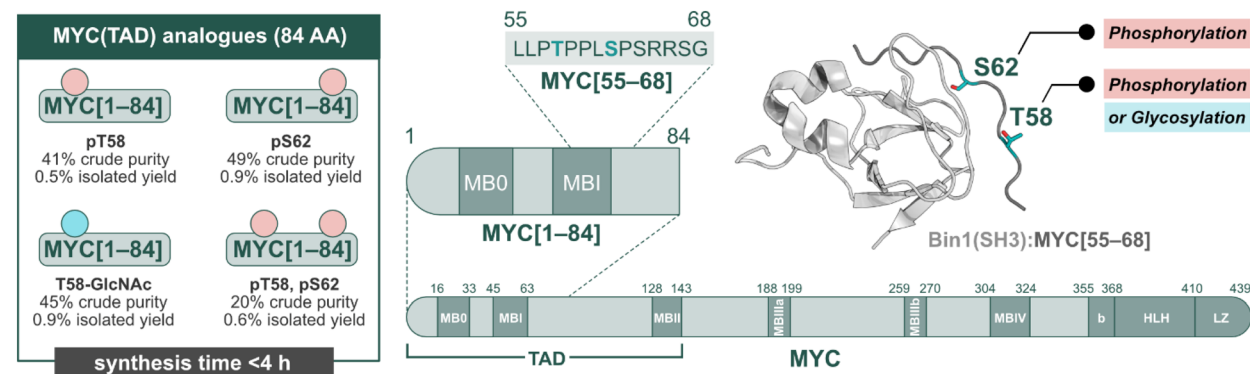 MYC(TAD) analogues (84 AA)
MYC[1–84]
pT58
41% crude purity
0.5% isolated yield
MYC[1–84]
pS62
49% crude purity
0.9% isolated yield
MYC[1–84]
T58-GlcNAc
45% crude purity
0.9% isolated yield
MYC[1–84]
pT58, pS62
20% crude purity
0.6% isolated yield
synthesis time <4 h
55 68
LLPTPPLSPSRRSG
MYC[55–68]
1 84
MB0 MBI
MYC[1–84]
S62
Phosphorylation
T58
Phosphorylation
or Glycosylation
Bin1(SH3):MYC[55–68]
16 33 45 63 128 143 188 199 259 270 304 324 355 368 410 439
MB0 MBI MBII MBIIIa MBIIIb MBIV b HLH LZ
TAD
MYC